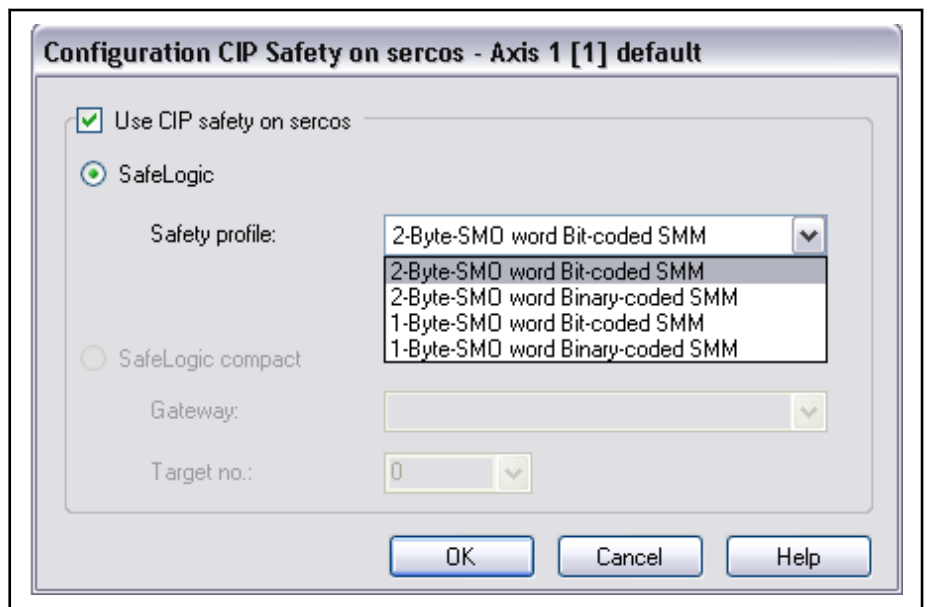 Configuration CIP Safety on sercos - Axis 1 [1] default
Use CIP safety on sercos
SafeLogic
Safety profile:
2-Byte-SMO word Bit-coded SMM
2-Byte-SMO word Bit-coded SMM
2-Byte-SMO word Binary-coded SMM
1-Byte-SMO word Bit-coded SMM
1-Byte-SMO word Binary-coded SMM
SafeLogic compact
Gateway:
Target no.:
0
OK
Cancel
Help